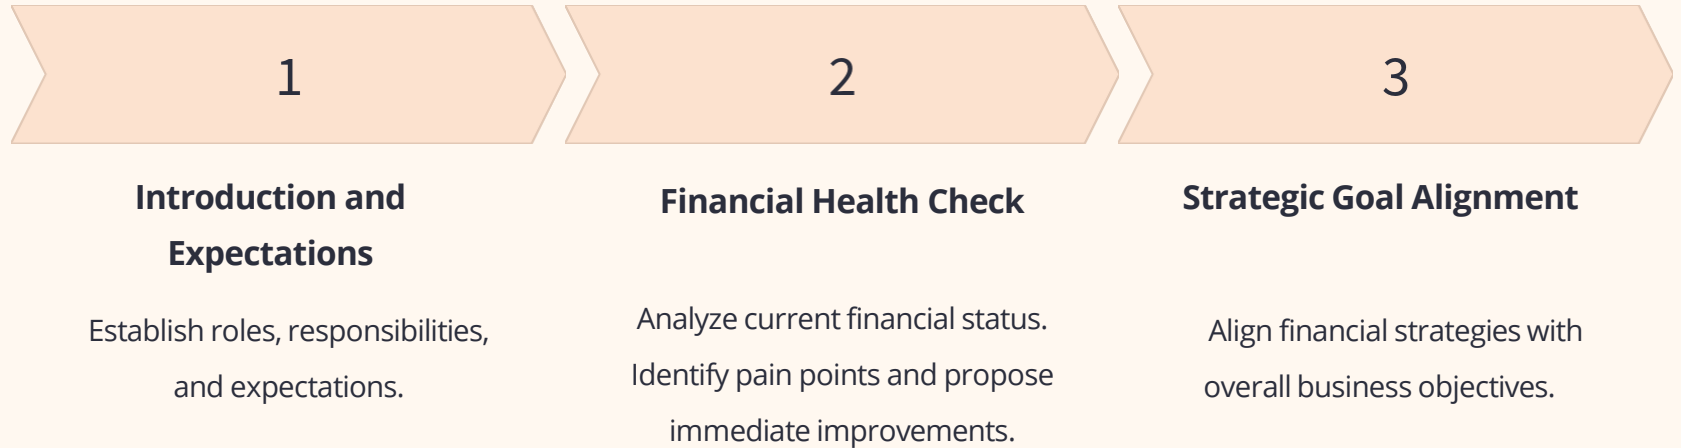 1
2
3
Introduction and
Expectations
Establish roles, responsibilities,
and expectations.
Financial Health Check
Analyze current financial status.
Identify pain points and propose
immediate improvements.
Strategic Goal Alignment
Align financial strategies with
overall business objectives.